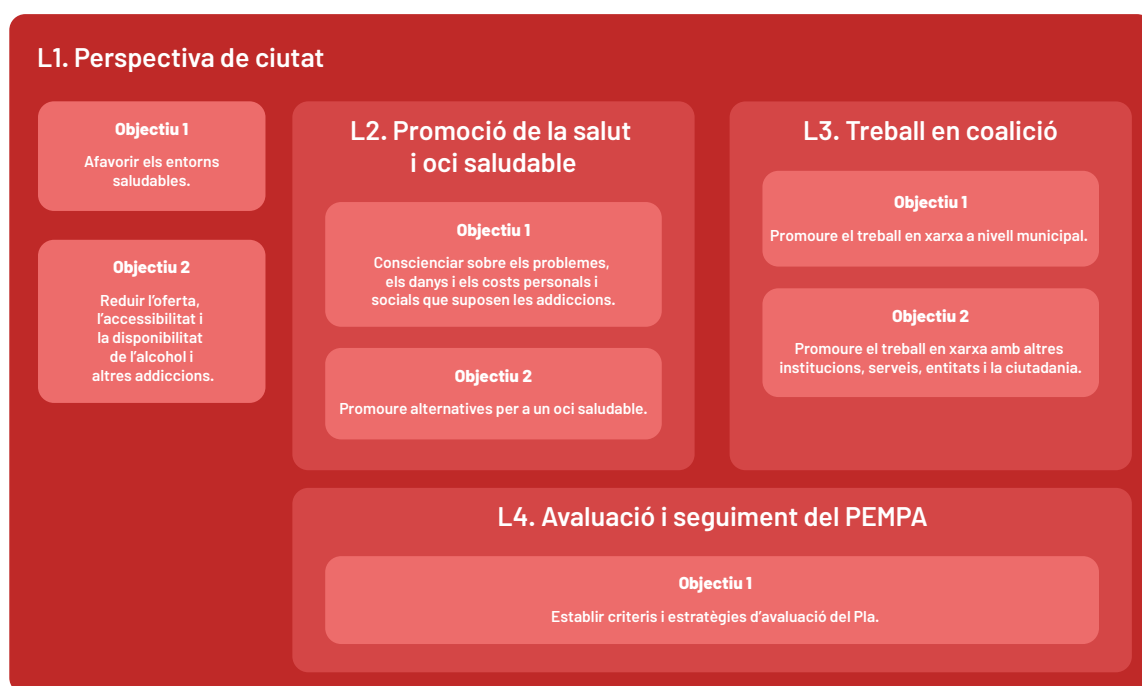 L1. Perspectiva de ciutat
Objectiu 1
Afavorir els entorns
saludables.
Objectiu 2
Reduir l’oferta,
l’accessibilitat i
la disponibilitat
de l’alcohol i
altres addiccions.
L2. Promoció de la salut
i oci saludable
Objectiu 1
Conscienciar sobre els problemes,
els danys i els costs personals i
socials que suposen les addiccions.
Objectiu 2
Promoure alternatives per a un oci saludable.
L3. Treball en coalició
Objectiu 1
Promoure el treball en xarxa a nivell municipal.
Objectiu 2
Promoure el treball en xarxa amb altres
institucions, serveis, entitats i la ciutadania.
L4. Avaluació i seguiment del PEMPA
Objectiu 1
Establir criteris i estratègies d’avaluació del Pla.